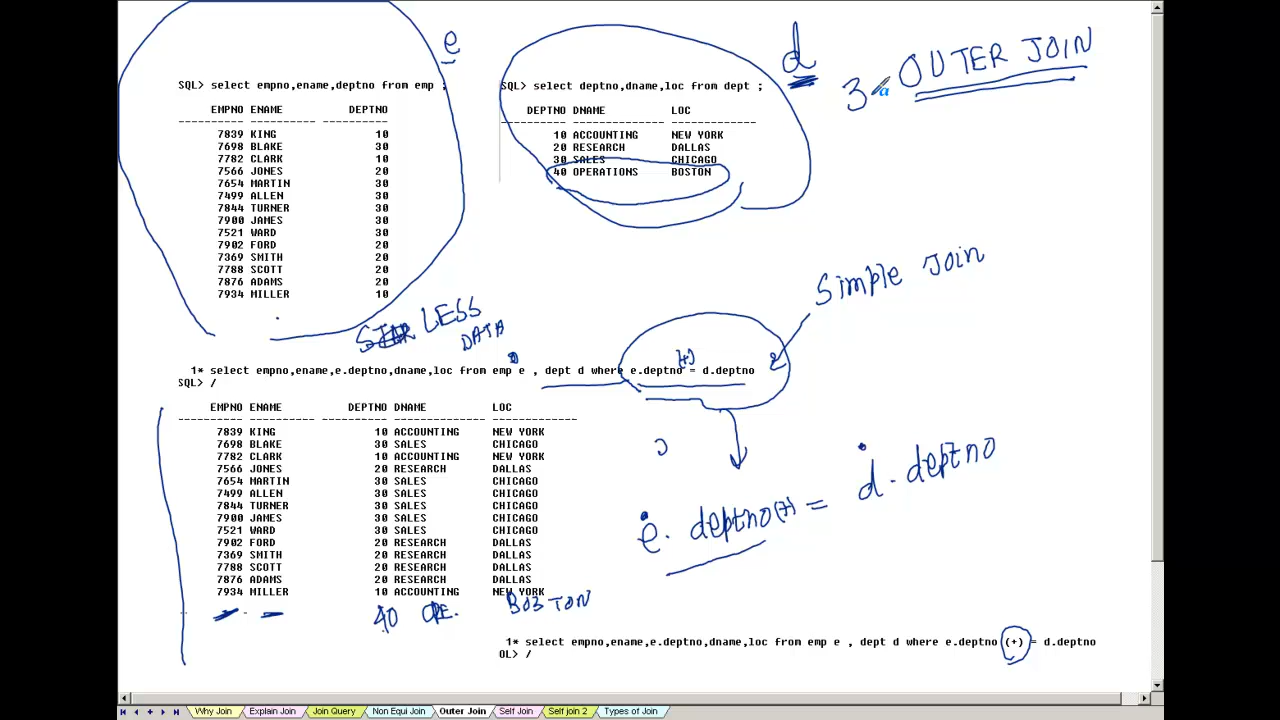 e
d
3. OUTER JOIN
SQL> select empno,ename,deptno from emp ;
EMPNO ENAME DEPTNO
7839 KING 10
7698 BLAKE 30
7782 CLARK 10
7566 JONES 20
7654 MARTIN 30
7499 ALLEN 30
7844 TURNER 30
7900 JAMES 30
7521 WARD 30
7902 FORD 20
7369 SMITH 20
7788 SCOTT 20
7876 ADAMS 20
7934 MILLER 10
SQL> select deptno,dname,loc from dept ;
DEPTNO DNAME LOC
10 ACCOUNTING NEW YORK
20 RESEARCH DALLAS
30 SALES CHICAGO
40 OPERATIONS BOSTON
Simple Join
LESS
DATA
(+)
1* select empno,ename,e.deptno,dname,loc from emp e , dept d where e.deptno = d.deptno
SQL> /
EMPNO ENAME DEPTNO DNAME LOC
7839 KING 10 ACCOUNTING NEW YORK
7698 BLAKE 30 SALES CHICAGO
7782 CLARK 10 ACCOUNTING NEW YORK
7566 JONES 20 RESEARCH DALLAS
7654 MARTIN 30 SALES CHICAGO
7499 ALLEN 30 SALES CHICAGO
7844 TURNER 30 SALES CHICAGO
7900 JAMES 30 SALES CHICAGO
7521 WARD 30 SALES CHICAGO
7902 FORD 20 RESEARCH DALLAS
7369 SMITH 20 RESEARCH DALLAS
7788 SCOTT 20 RESEARCH DALLAS
7876 ADAMS 20 RESEARCH DALLAS
7934 MILLER 10 ACCOUNTING NEW YORK
40 OPE. BOSTON
e. deptno(+) = d. deptno
1* select empno,ename,e.deptno,dname,loc from emp e , dept d where e.deptno (+) = d.deptno
OL> /
Why Join Explain Join Join Query Non Equi Join Outer Join Self Join Self join 2 Types of Join